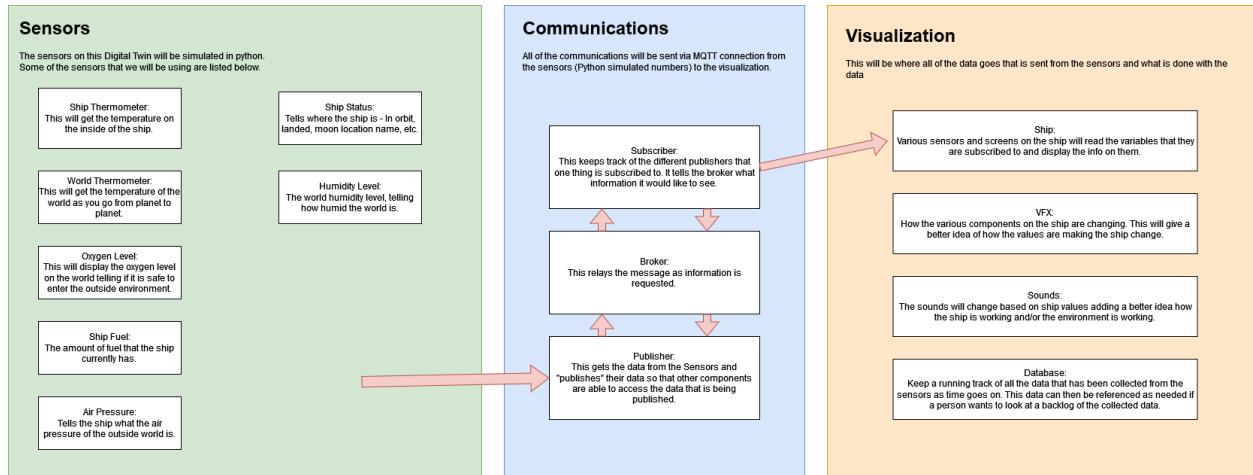 Sensors
The sensors on this Digital Twin will be simulated in python.
Some of the sensors that we will be using are listed below.
Ship Thermometer:
This will get the temperature on
the inside of the ship.
World Thermometer:
This will get the temperature of the
world as you go from planet to
planet.
Oxygen Level:
This will display the oxygen level
on the world telling if it is safe to
enter the outside environment.
Ship Fuel:
The amount of fuel that the ship
currently has.
Air Pressure:
Tells the ship what the air
pressure of the outside world is.
Ship Status:
Tells where the ship is - In orbit,
landed, moon location name, etc.
Humidity Level:
The world humidity level, telling
how humid the world is.
Communications
All of the communications will be sent via MQTT connection from
the sensors (Python simulated numbers) to the visualization.
Subscriber:
This keeps track of the different publishers that
one thing is subscribed to. It tells the broker what
information it would like to see.
Broker:
This relays the message as information is
requested.
Publisher:
This gets the data from the Sensors and
"publishes" their data so that other components
are able to access the data that is being
published.
Visualization
This will be where all of the data goes that is sent from the sensors and what is done with the
data
Ship:
Various sensors and screens on the ship will read the variables that they
are subscribed to and display the info on them.
VFX:
How the various components on the ship are changing. This will give a
better idea of how the values are making the ship change.
Sounds:
The sounds will change based on ship values adding a better idea how
the ship is working and/or the environment is working.
Database:
Keep a running track of all the data that has been collected from the
sensors as time goes on. This data can then be referenced as needed if
a person wants to look at a backlog of the collected data.